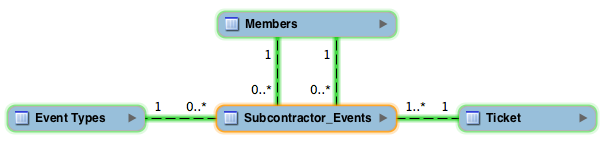 Members
1 1
0..* 0..*
1 0..* 1..* 1
Event Types Subcontractor_Events Ticket